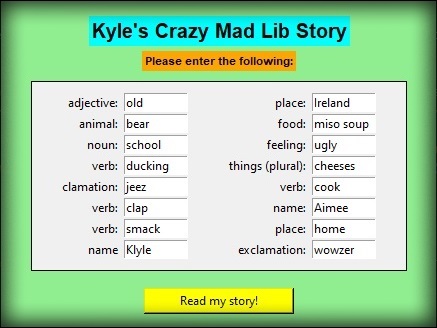 Kyle's Crazy Mad Lib Story
Please enter the following:
adjective: old
animal: bear
noun: school
verb: ducking
clamation: jeez
verb: clap
verb: smack
name Klyle
place: Ireland
food: miso soup
feeling: ugly
things (plural): cheeses
verb: cook
name: Aimee
place: home
exclamation: wowzer
Read my story!